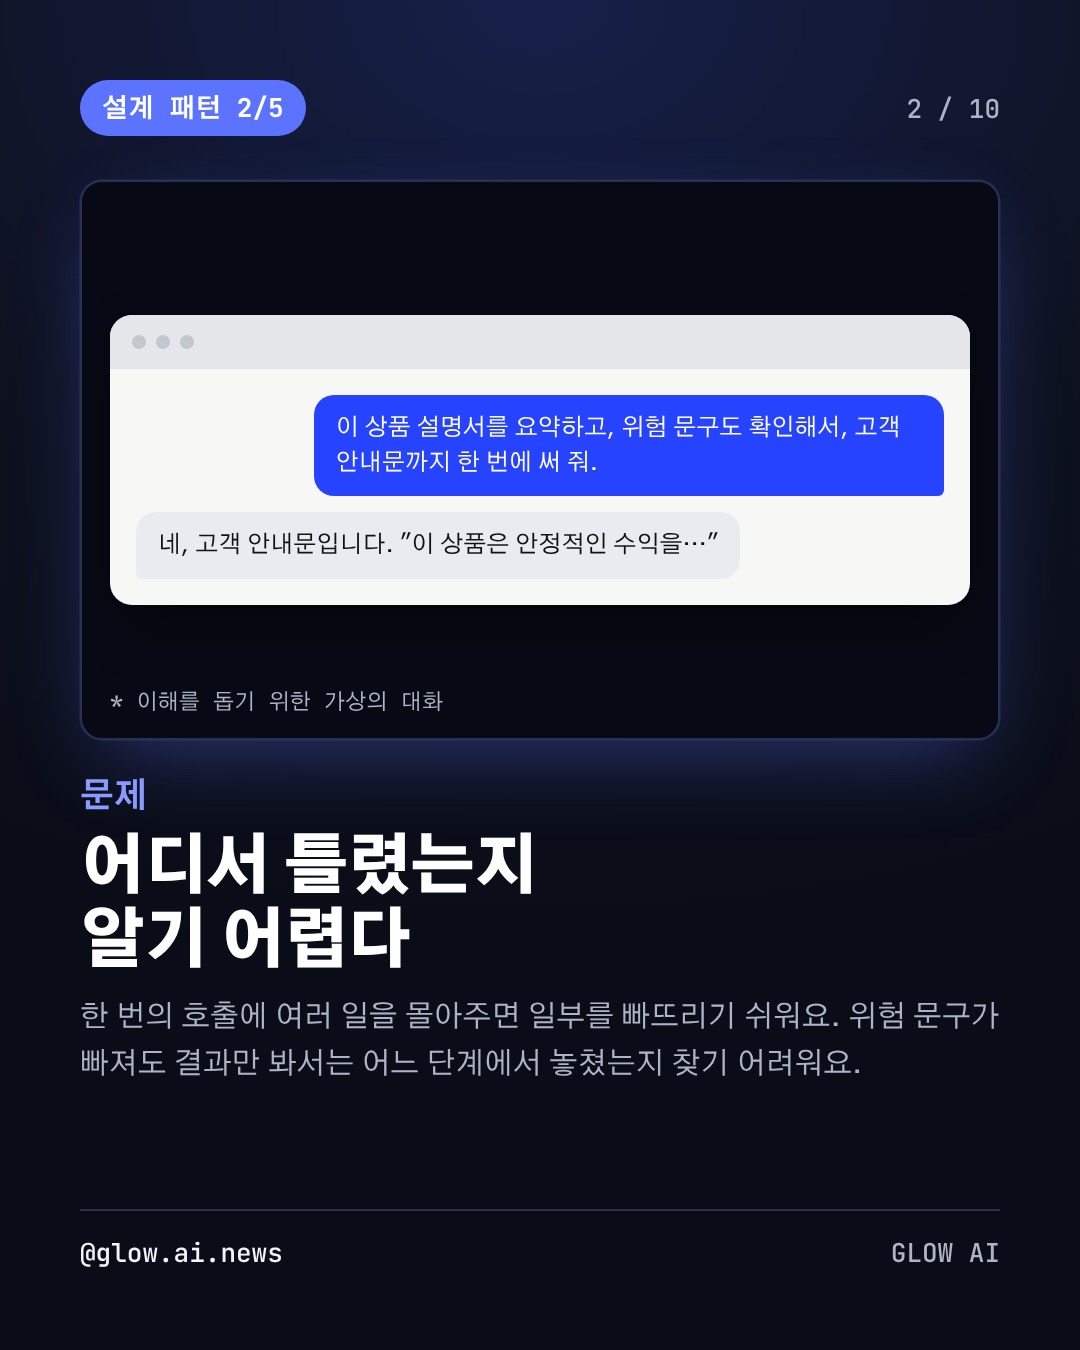 설계 패턴 2/5
2 / 10
이 상품 설명서를 요약하고, 위험 문구도 확인해서, 고객
안내문까지 한 번에 써 줘.
네, 고객 안내문입니다. "이 상품은 안정적인 수익을…"
* 이해를 돕기 위한 가상의 대화
문제
어디서 틀렸는지
알기 어렵다
한 번의 호출에 여러 일을 몰아주면 일부를 빠뜨리기 쉬워요. 위험 문구가
빠져도 결과만 봐서는 어느 단계에서 놓쳤는지 찾기 어려워요.
@glow.ai.news
GLOW AI